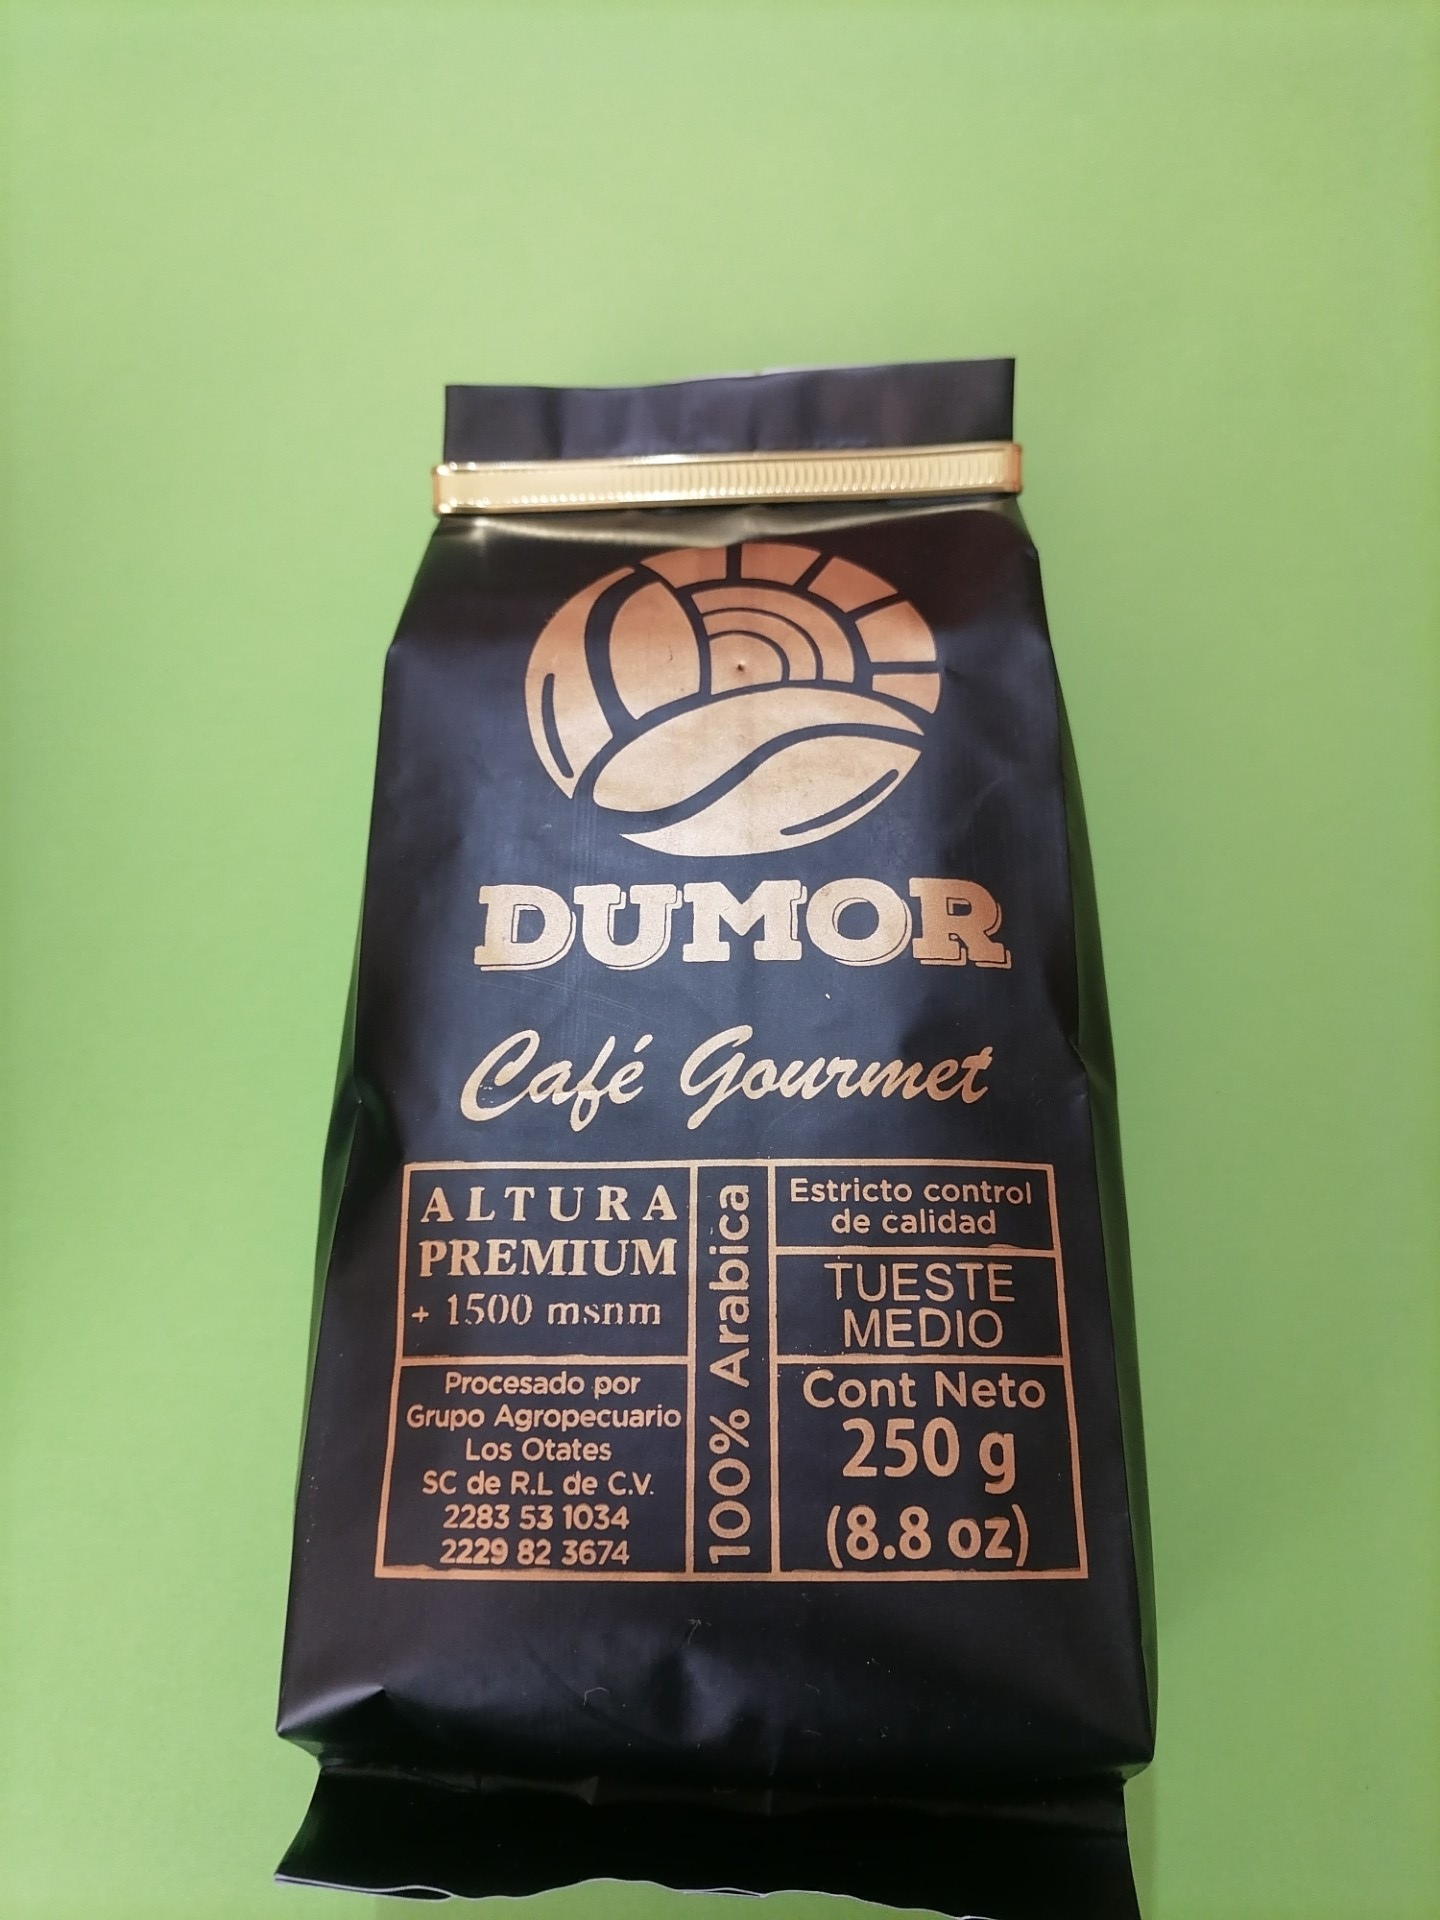 DUMOR
Café Gourmet
ALTURA
PREMIUM
+ 1500 msnm
Procesado por
Grupo Agropecuario
Los Otates
SC de R.L de C.V.
2283 53 1034
2229 82 3674
100% Arabica
Estricto control
de calidad
TUESTE
MEDIO
Cont Neto
250 g
(8.8 oz)